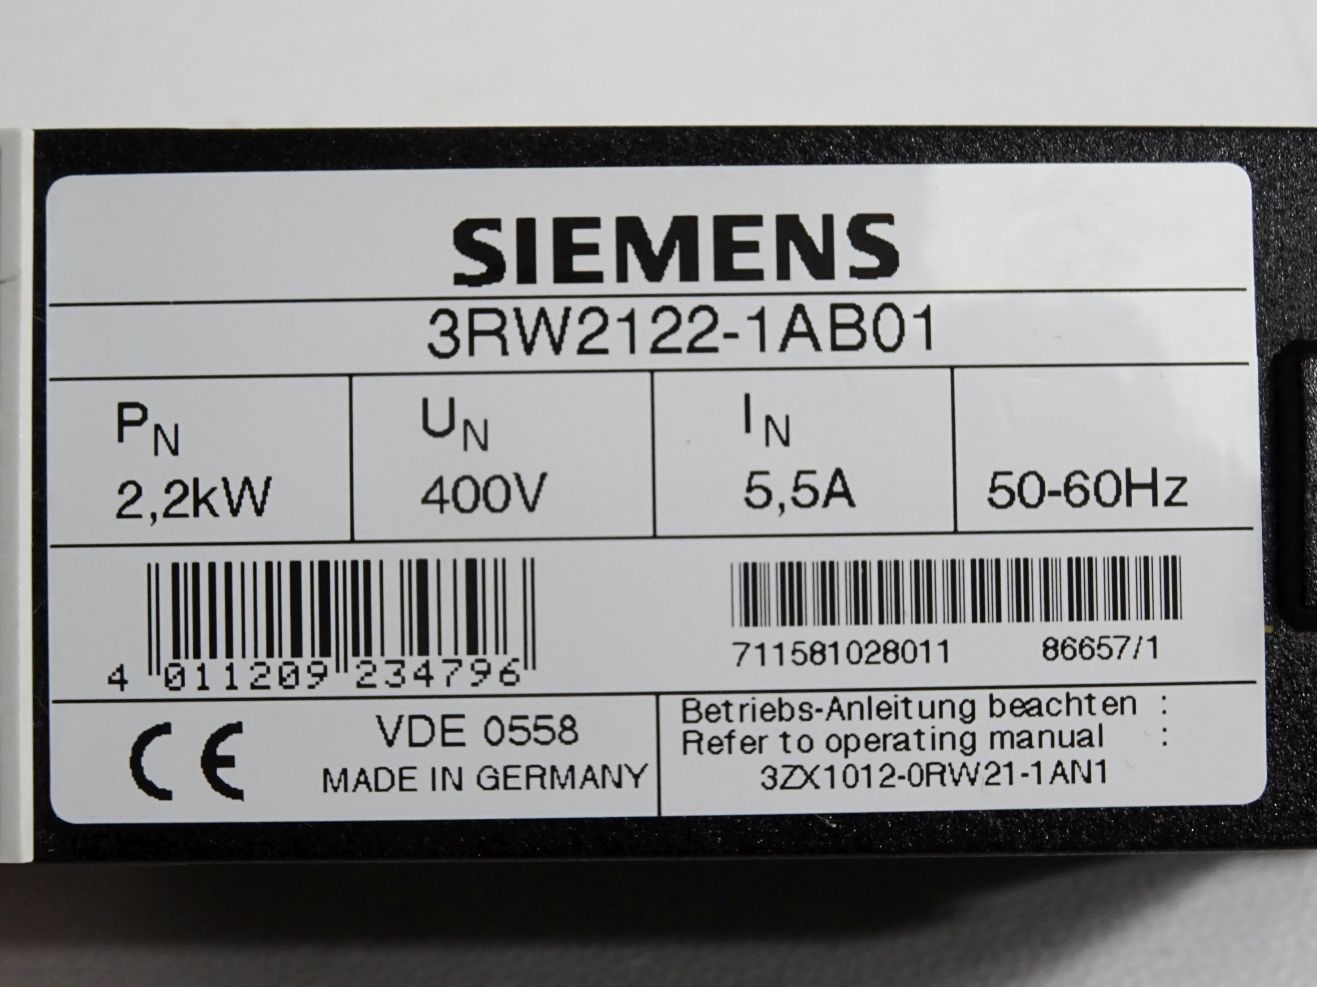 SIEMENS
3RW2122-1AB01
PN UN IN
2,2kW 400V 5,5A 50-60Hz
4 011209 234796
711581028011 86657/1
CE VDE 0558
MADE IN GERMANY
Betriebs-Anleitung beachten :
Refer to operating manual :
3ZX1012-0RW21-1AN1